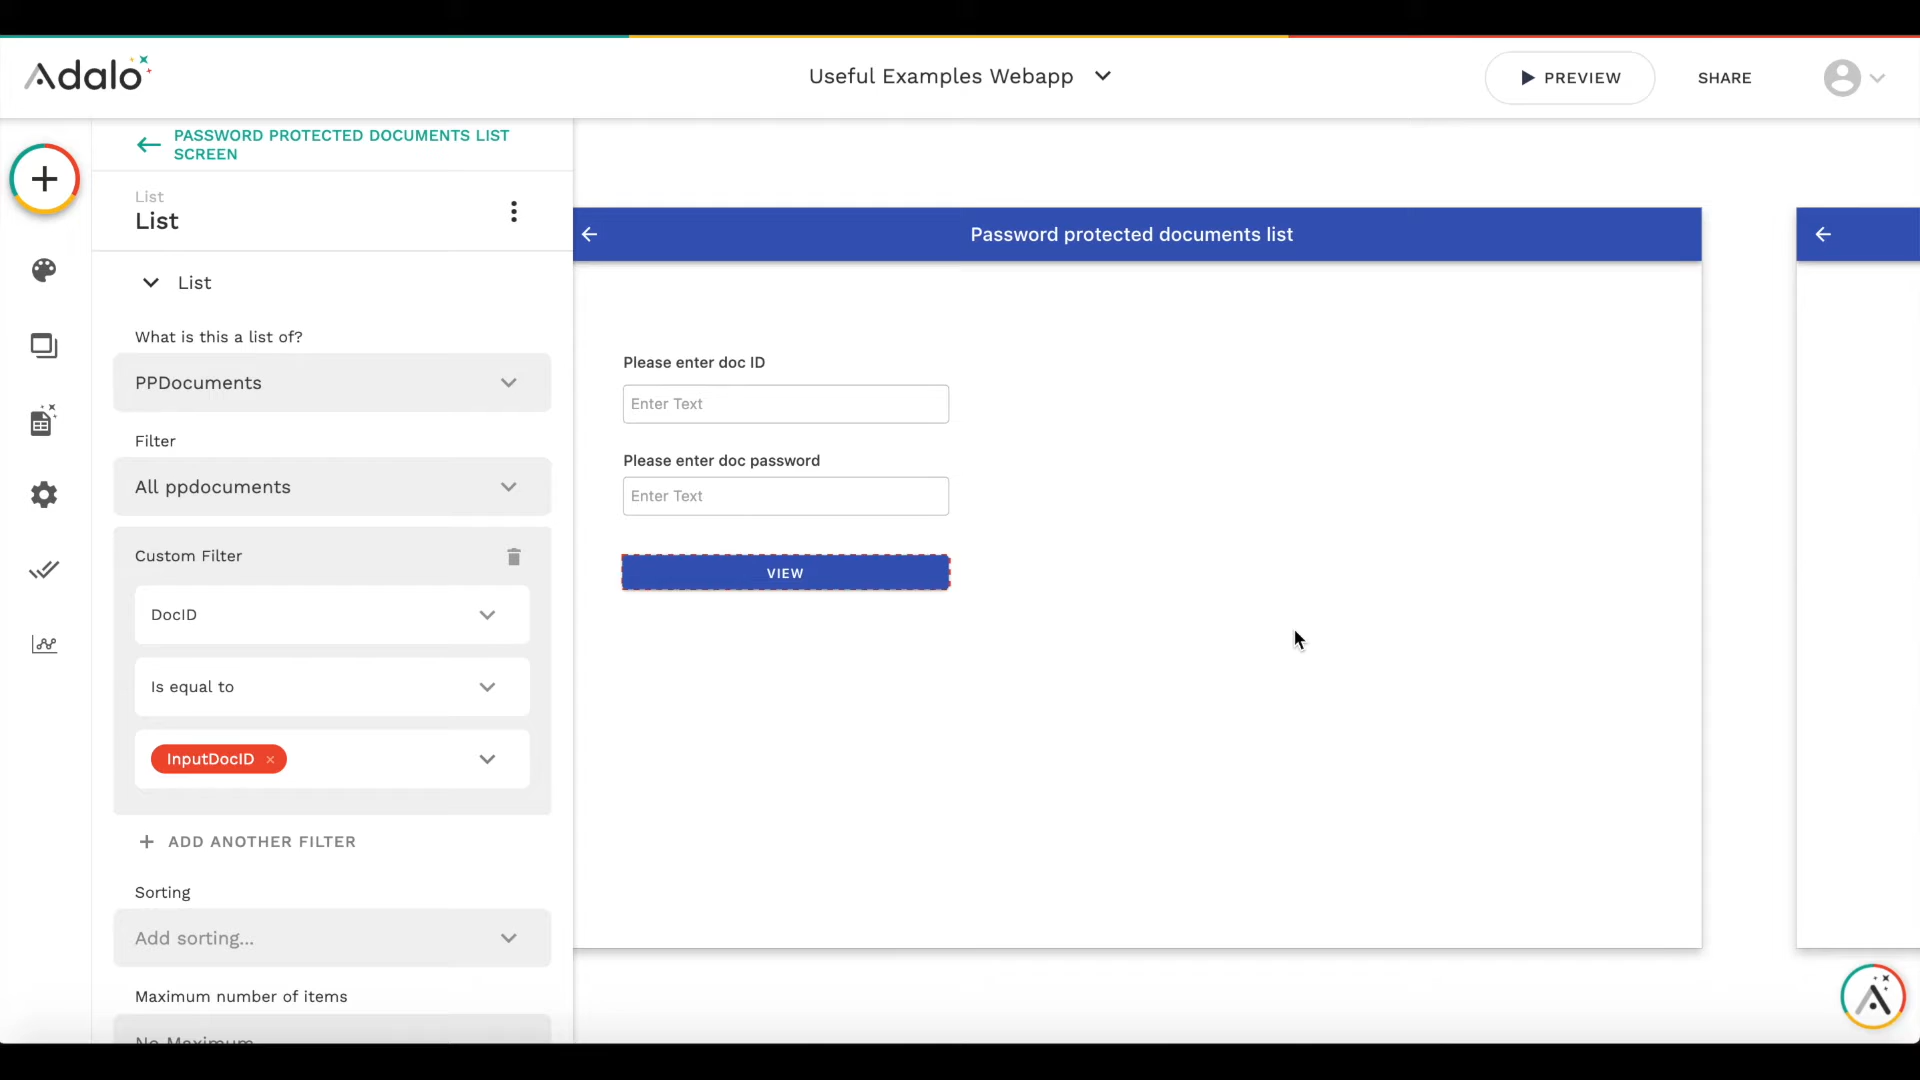 Adalo
Useful Examples Webapp
PREVIEW
SHARE
PASSWORD PROTECTED DOCUMENTS LIST
SCREEN
List
List
List
What is this a list of?
PPDocuments
Filter
All ppdocuments
Custom Filter
DocID
Is equal to
InputDocID ×
+ ADD ANOTHER FILTER
Sorting
Add sorting...
Maximum number of items
No Maximum
Password protected documents list
Please enter doc ID
Enter Text
Please enter doc password
Enter Text
VIEW